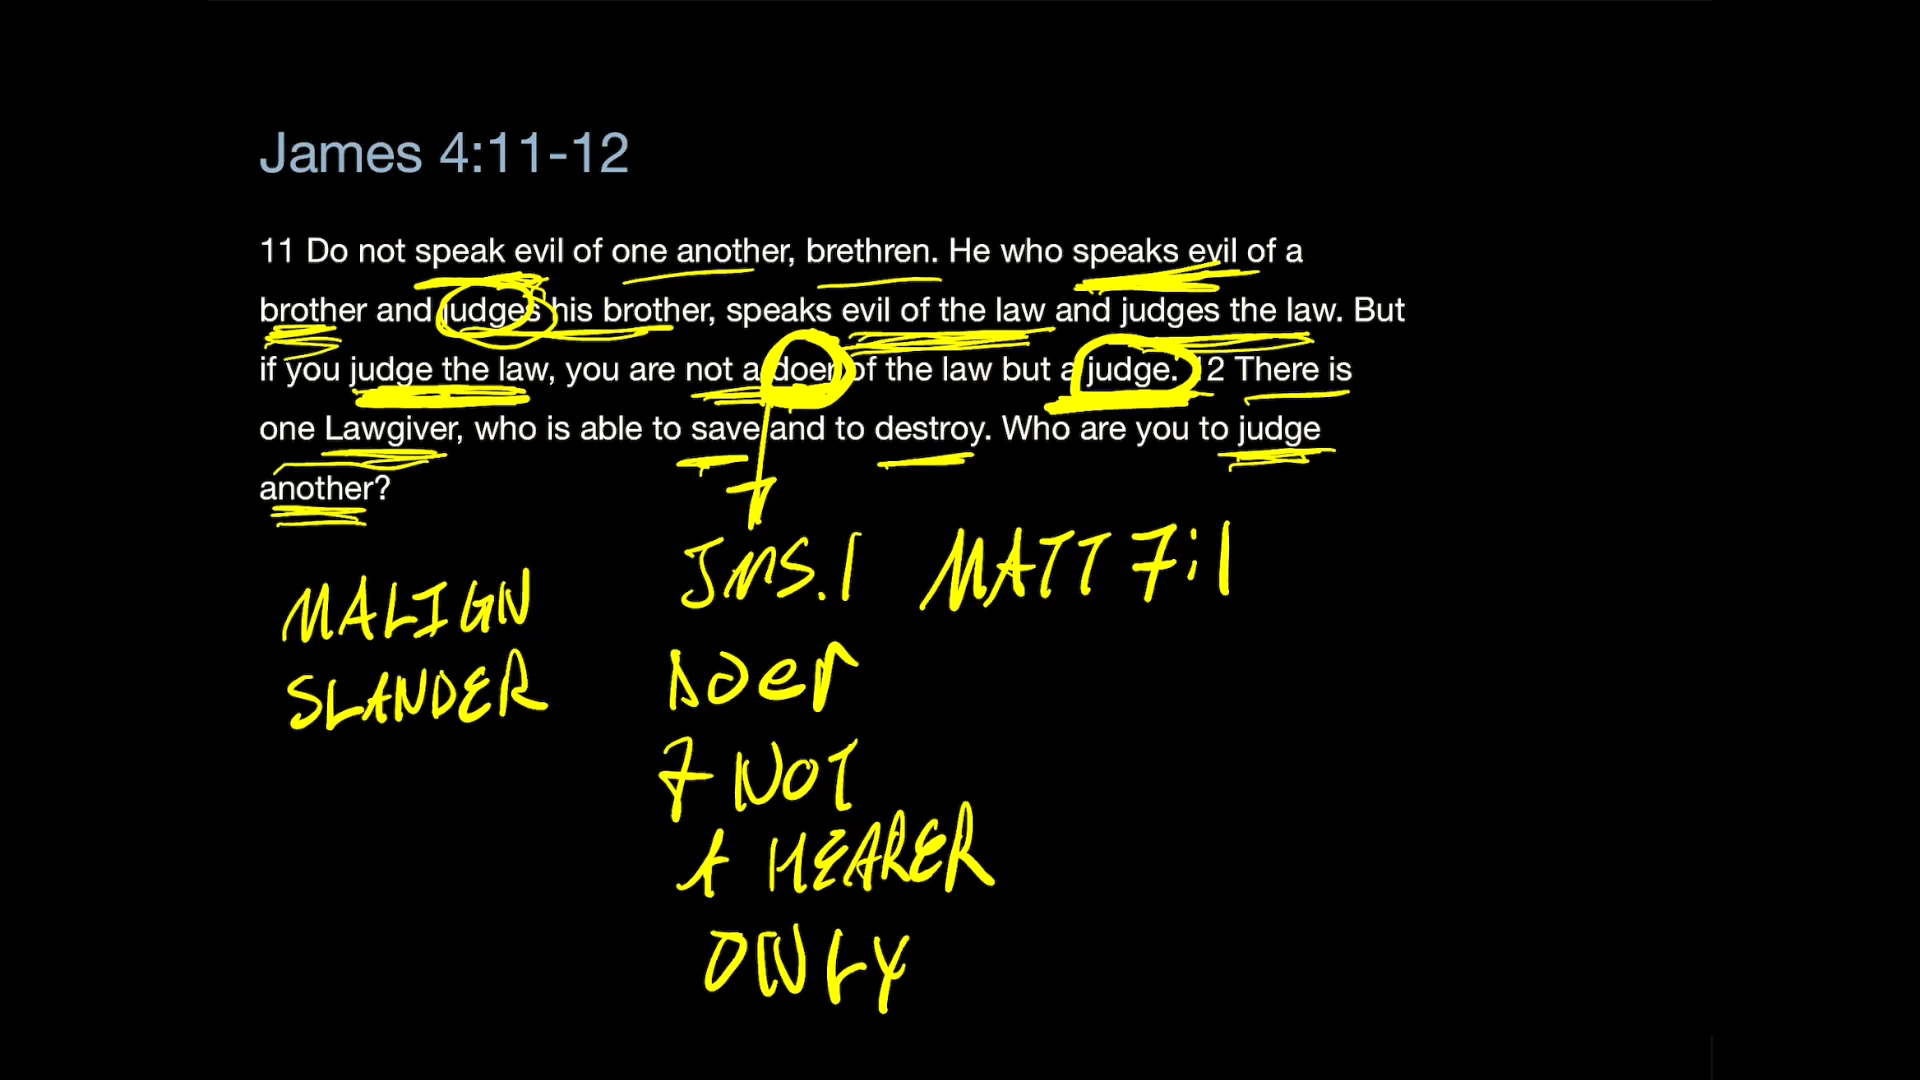 James 4:11-12
11 Do not speak evil of one another, brethren. He who speaks evil of a
brother and judges his brother, speaks evil of the law and judges the law. But
if you judge the law, you are not a doer of the law but a judge. 12 There is
one Lawgiver, who is able to save and to destroy. Who are you to judge
another?
MALIGN
SLANDER
JMS. 1
DOer
7 NOT
A HEARER
ONLY
MATT 7:1